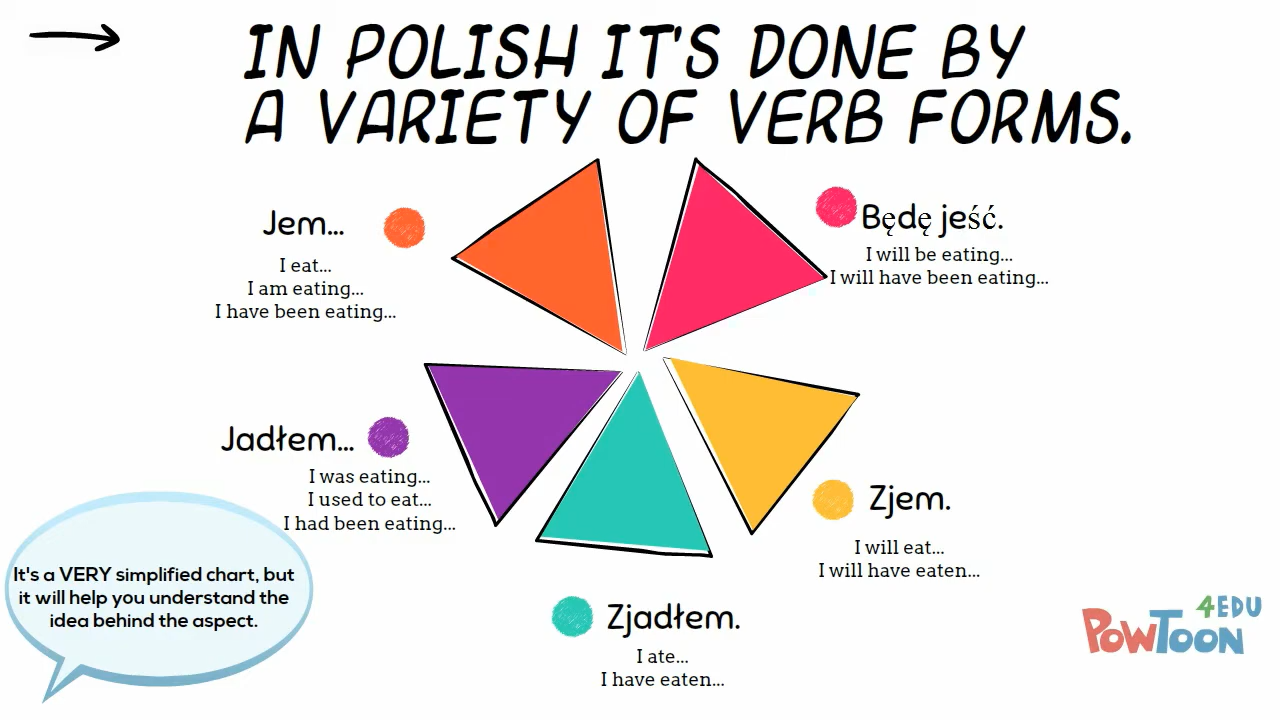 IN POLISH IT'S DONE BY
A VARIETY OF VERB FORMS.
Jem...
I eat...
I am eating...
I have been eating...
Będę jeść.
I will be eating...
I will have been eating...
Jadłem...
I was eating...
I used to eat...
I had been eating...
Zjem.
I will eat...
I will have eaten...
Zjadłem.
I ate...
I have eaten...
It's a VERY simplified chart, but
it will help you understand the
idea behind the aspect.
4EDU
POWTOON